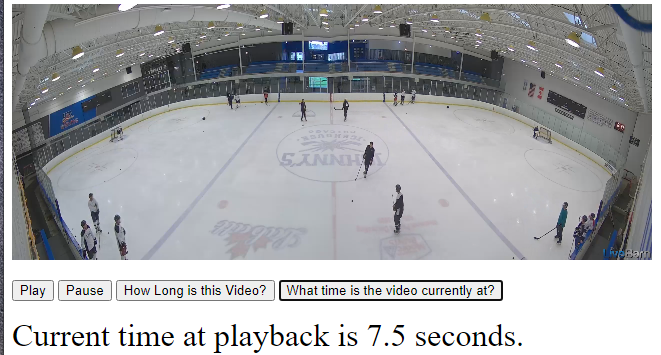 JOHNNY'S
Play
Pause
How Long is this Video?
What time is the video currently at?
Current time at playback is 7.5 seconds.